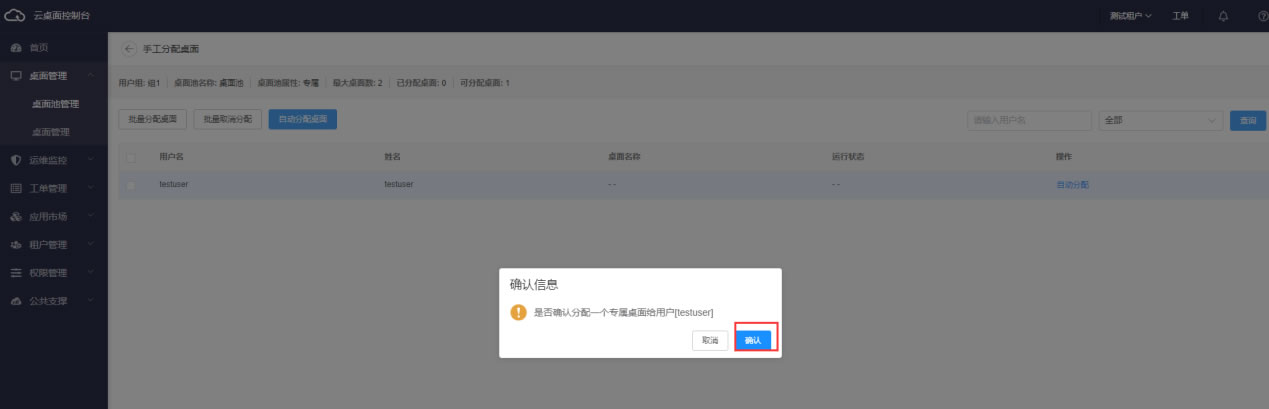 云桌面控制台
测试租户
工单
首页
桌面管理
桌面池管理
桌面管理
运维监控
工单管理
应用市场
租户管理
权限管理
公共支撑
手工分配桌面
用户组: 组1 桌面池名称: 桌面池 桌面池属性: 专属 最大桌面数: 2 已分配桌面: 0 可分配桌面: 1
批量分配桌面 批量取消分配 自动分配桌面 请输入用户名 全部 查询
用户名 姓名 桌面名称 运行状态 操作
testuser testuser -- -- 自动分配
确认信息
是否确认分配一个专属桌面给用户[testuser]
取消 确认